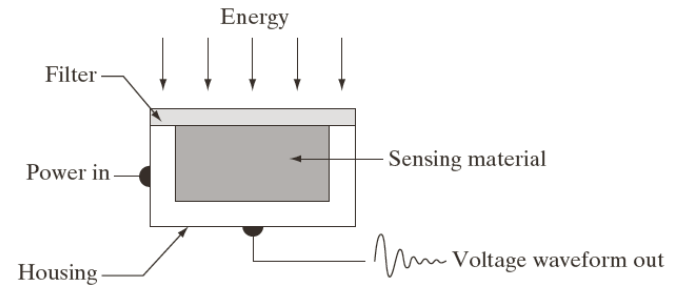 Energy
Filter
Sensing material
Power in
Voltage waveform out
Housing